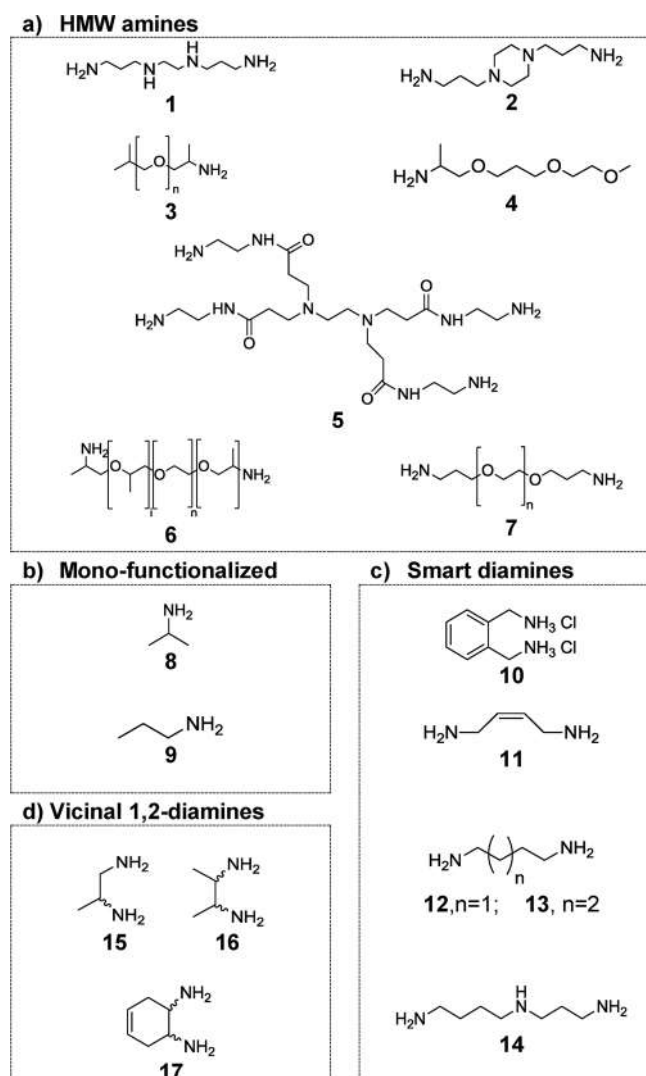 a) HMW amines
H
H2N N N NH2
H
1
H2N N N NH2
2
O n NH2
3
H2N O O O
4
H2N NH O
H2N NH O N N O NH NH2
O NH NH2
5
NH2 O i O n O NH2
6
H2N O n O NH2
7
b) Mono-functionalized
NH2
8
NH2
9
c) Smart diamines
NH3 Cl
NH3 Cl
10
H2N NH2
11
H2N ( ) n NH2
12,n=1; 13, n=2
H
H2N N NH2
14
d) Vicinal 1,2-diamines
NH2
NH2
15
NH2
NH2
16
NH2
NH2
17